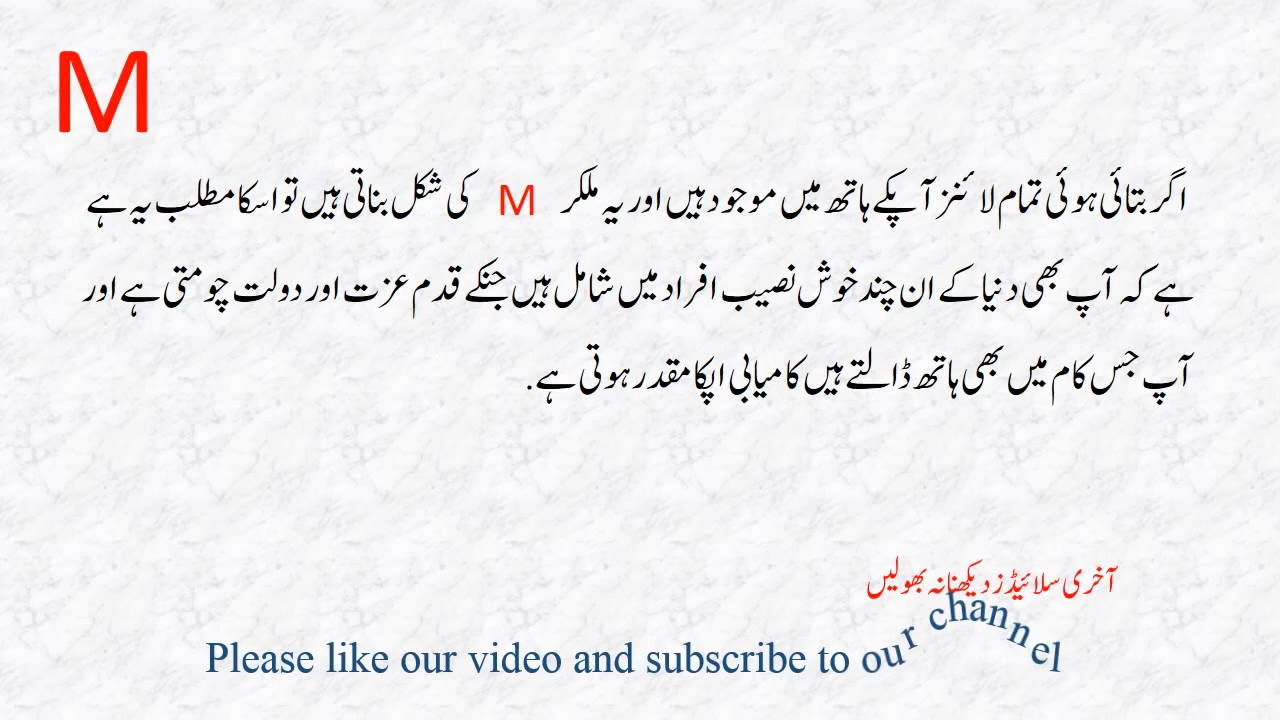 M
اگر بتائی ہوئی تمام لائنز آپکے ہاتھ میں موجود ہیں اور یہ ملکر M کی شکل بناتی ہیں تو اسکا مطلب یہ ہے
ہے کہ آپ بھی دنیا کے ان چند خوش نصیب افراد میں شامل ہیں جنکے قدم عزت اور دولت چومتی ہے اور
آپ جس کام میں بھی ہاتھ ڈالتے ہیں کامیابی اپکا مقدر ہوتی ہے.
آخری سلائیڈز دیکھنا نہ بھولیں
Please like our video and subscribe to our channel